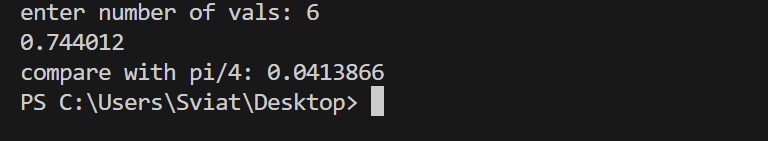 enter number of vals: 6
0.744012
compare with pi/4: 0.0413866
PS C:\Users\Sviat\Desktop>